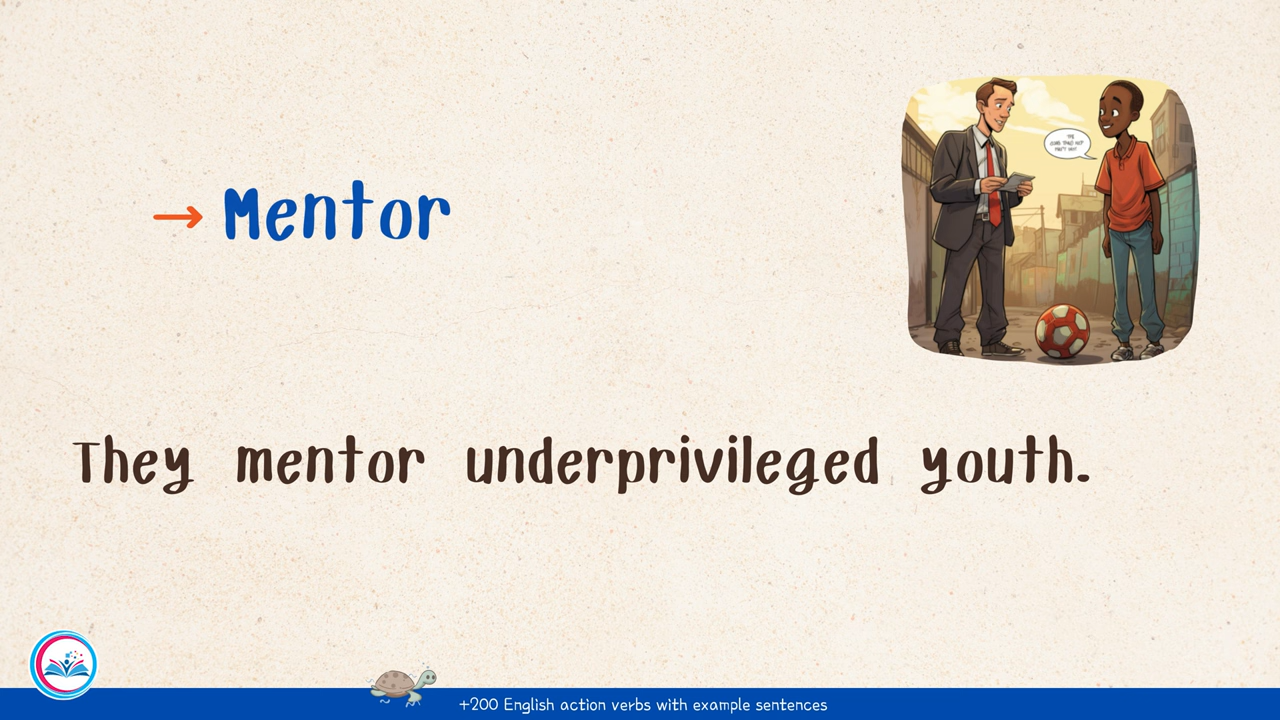 → Mentor
They mentor underprivileged youth.
+200 English action verbs with example sentences